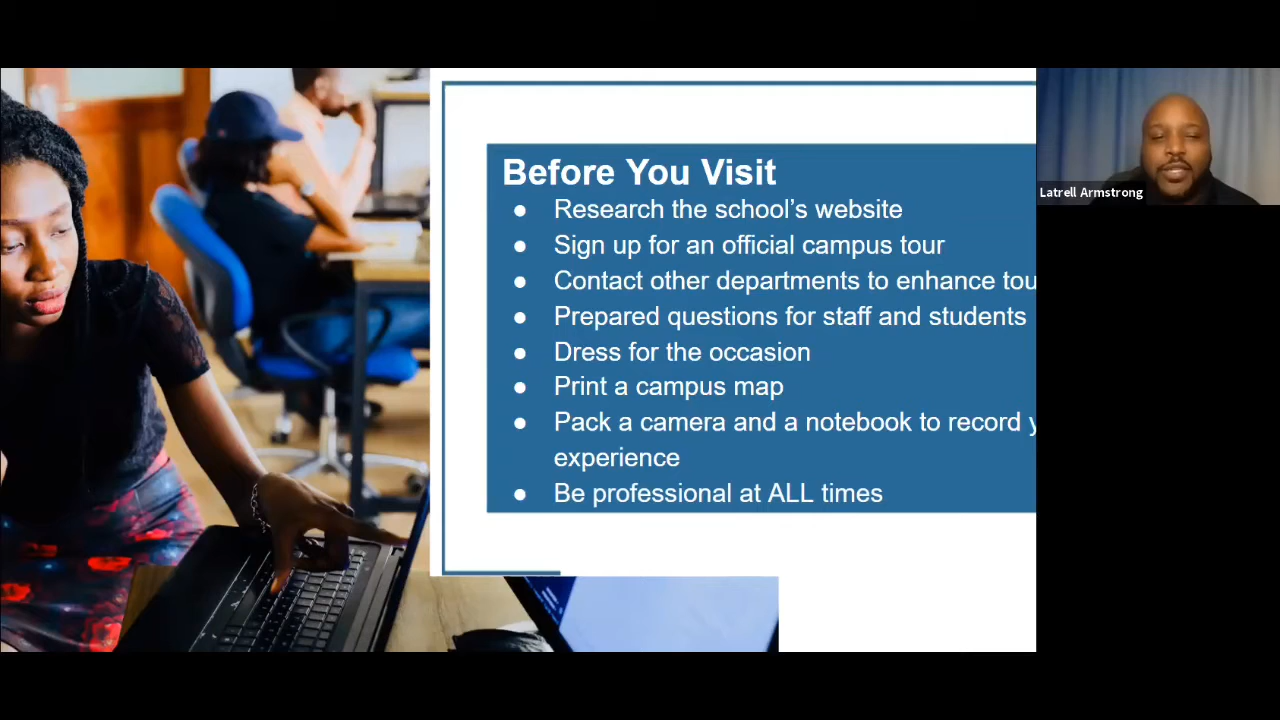 Before You Visit
● Research the school’s website
● Sign up for an official campus tour
● Contact other departments to enhance tou
● Prepared questions for staff and students
● Dress for the occasion
● Print a campus map
● Pack a camera and a notebook to record y
experience
● Be professional at ALL times
Latrell Armstrong